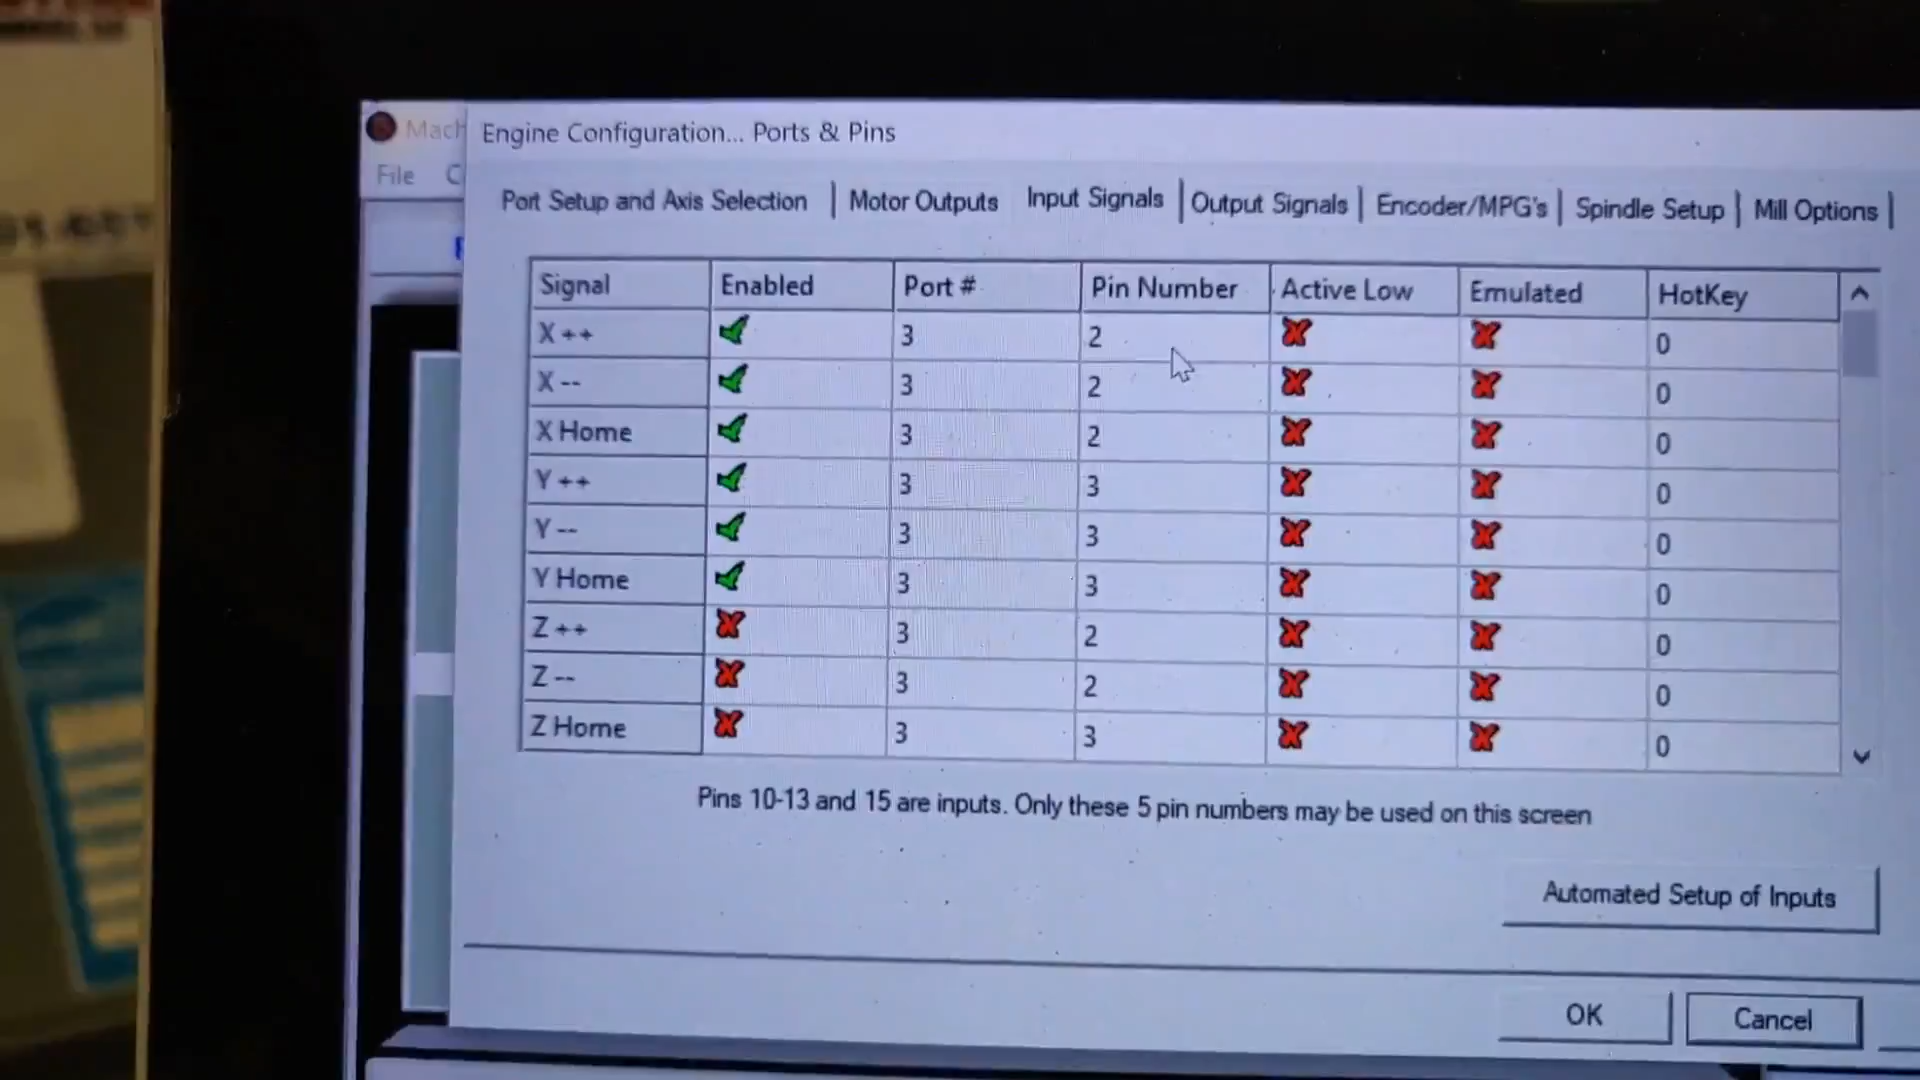 Mach
Engine Configuration... Ports & Pins
File C
Port Setup and Axis Selection | Motor Outputs Input Signals | Output Signals | Encoder/MPG's | Spindle Setup | Mill Options |
Signal Enabled Port # Pin Number Active Low Emulated HotKey
X ++ 3 2 0
X -- 3 2 0
X Home 3 2 0
Y ++ 3 3 0
Y -- 3 3 0
Y Home 3 3 0
Z ++ 3 2 0
Z -- 3 2 0
Z Home 3 3 0
Pins 10-13 and 15 are inputs. Only these 5 pin numbers may be used on this screen
Automated Setup of Inputs
OK Cancel